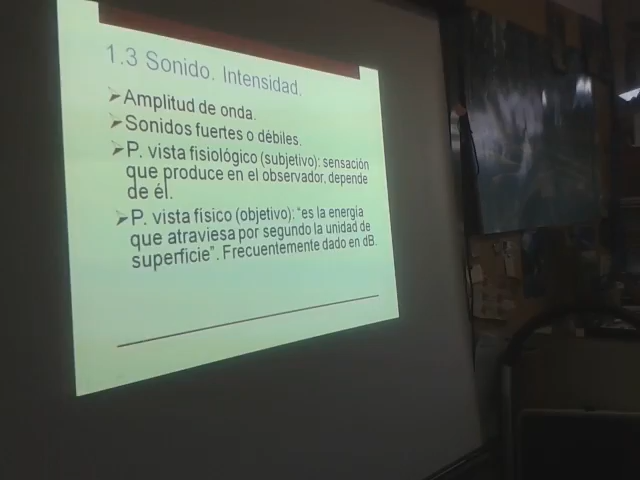 1.3 Sonido. Intensidad.
Amplitud de onda.
Sonidos fuertes o débiles.
P. vista fisiológico (subjetivo): sensación
que produce en el observador, depende
de él.
P. vista físico (objetivo): "es la energía
que atraviesa por segundo la unidad de
superficie". Frecuentemente dado en dB.